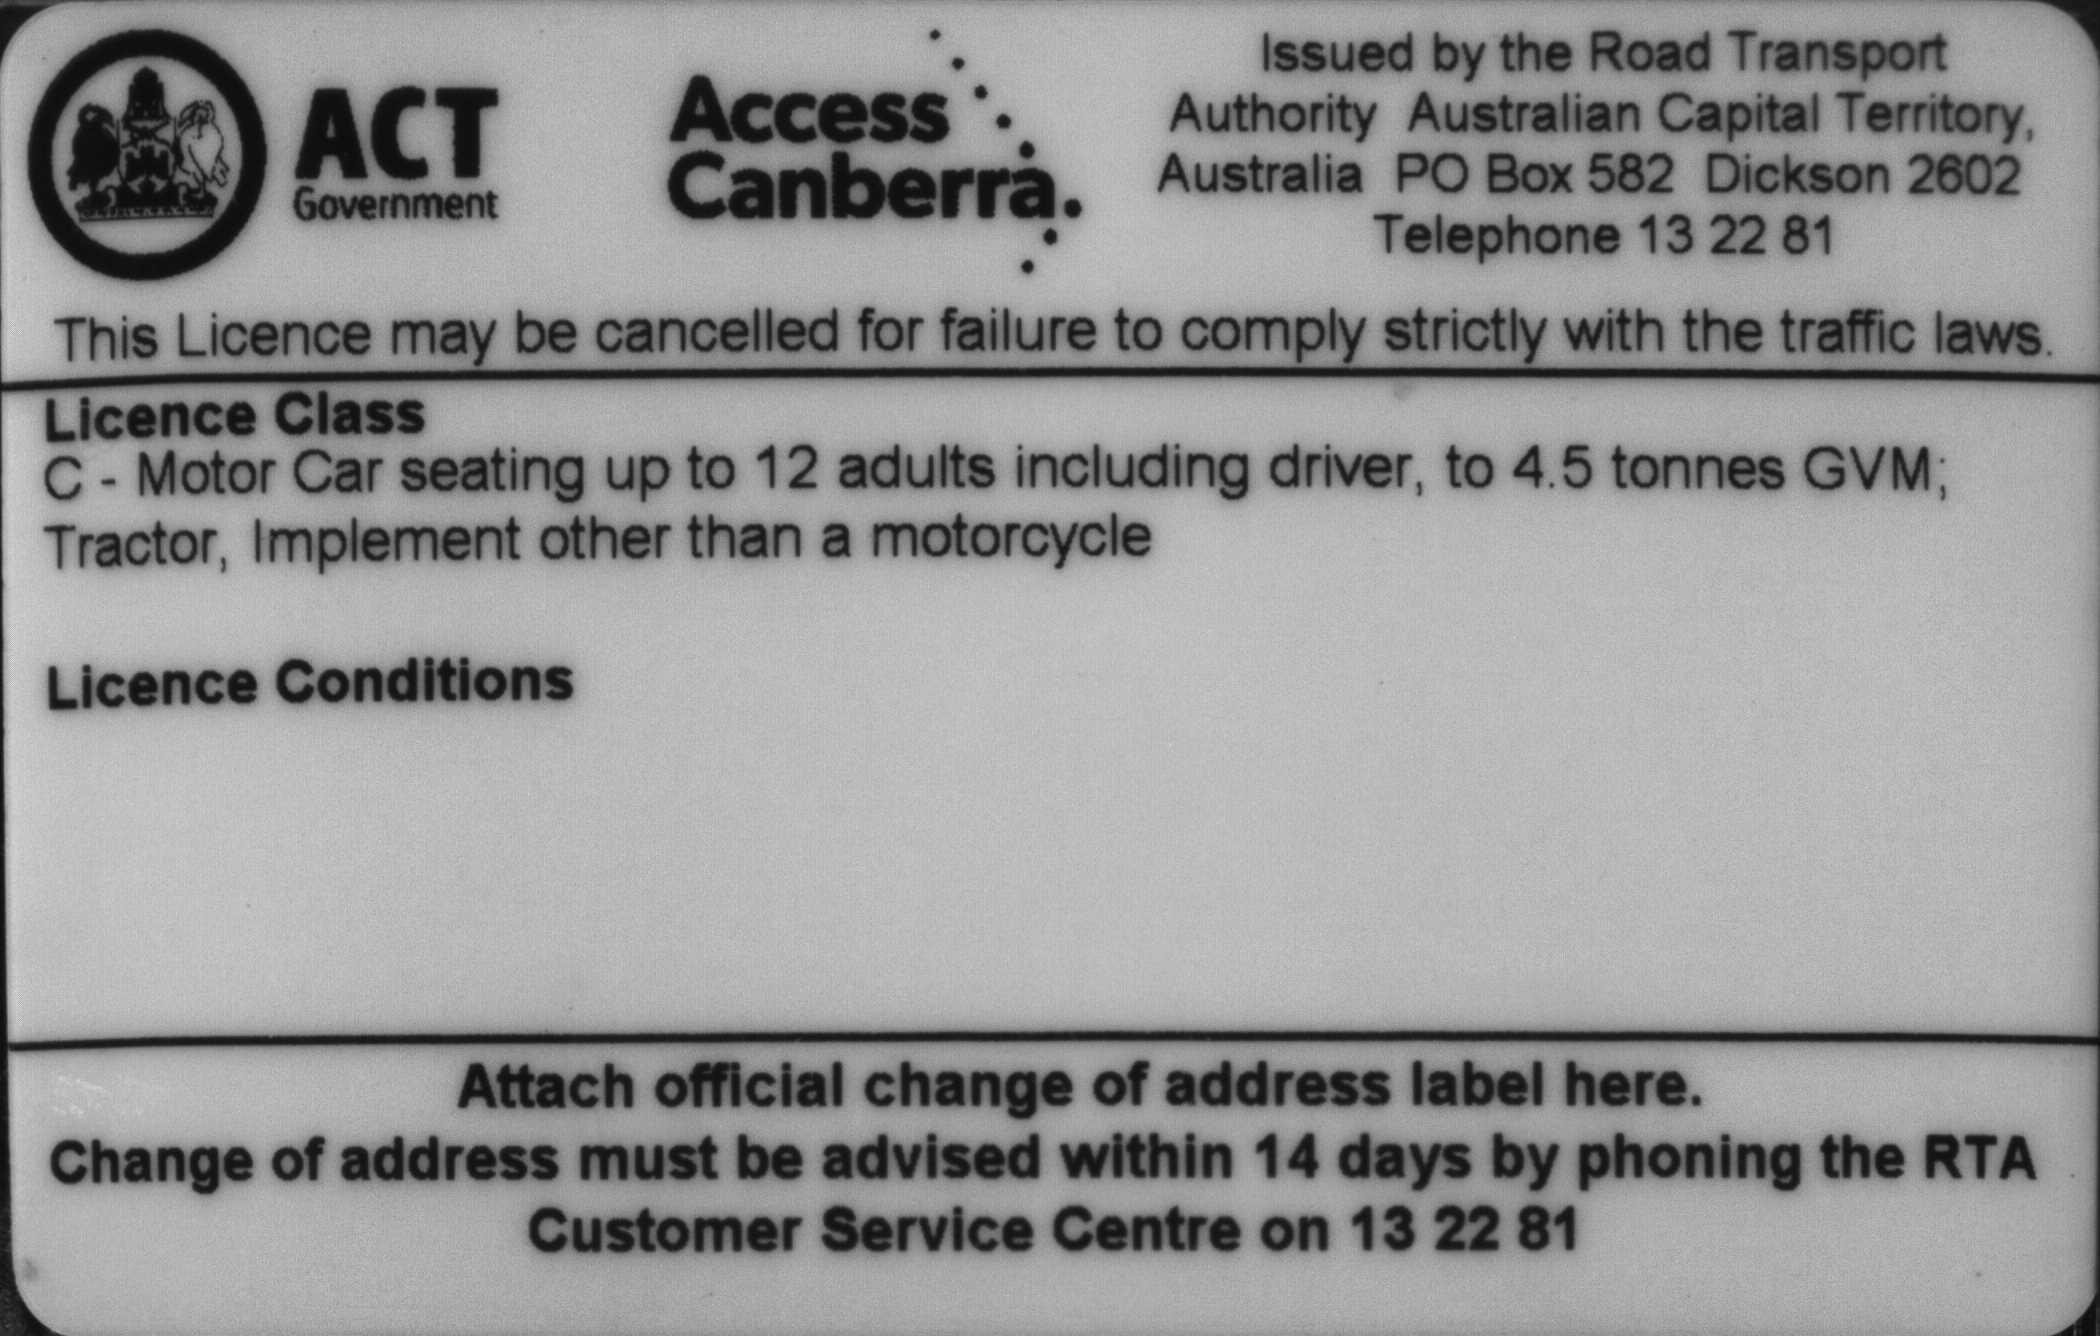 ACT
Government
Access
Canberra.
Issued by the Road Transport
Authority Australian Capital Territory,
Australia PO Box 582 Dickson 2602
Telephone 13 22 81
This Licence may be cancelled for failure to comply strictly with the traffic laws.
Licence Class
C - Motor Car seating up to 12 adults including driver, to 4.5 tonnes GVM;
Tractor, Implement other than a motorcycle
Licence Conditions
Attach official change of address label here.
Change of address must be advised within 14 days by phoning the RTA
Customer Service Centre on 13 22 81